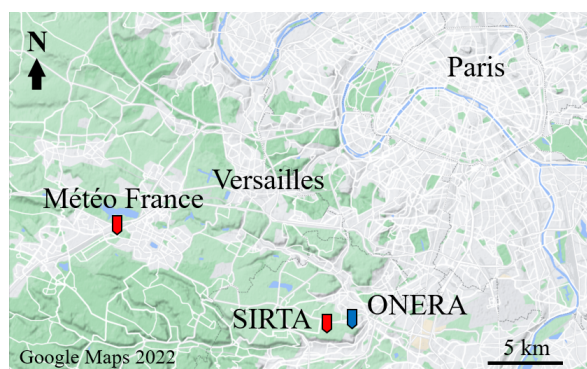 N
Paris
Versailles
Météo France
SIRTA
ONERA
Google Maps 2022
5 km